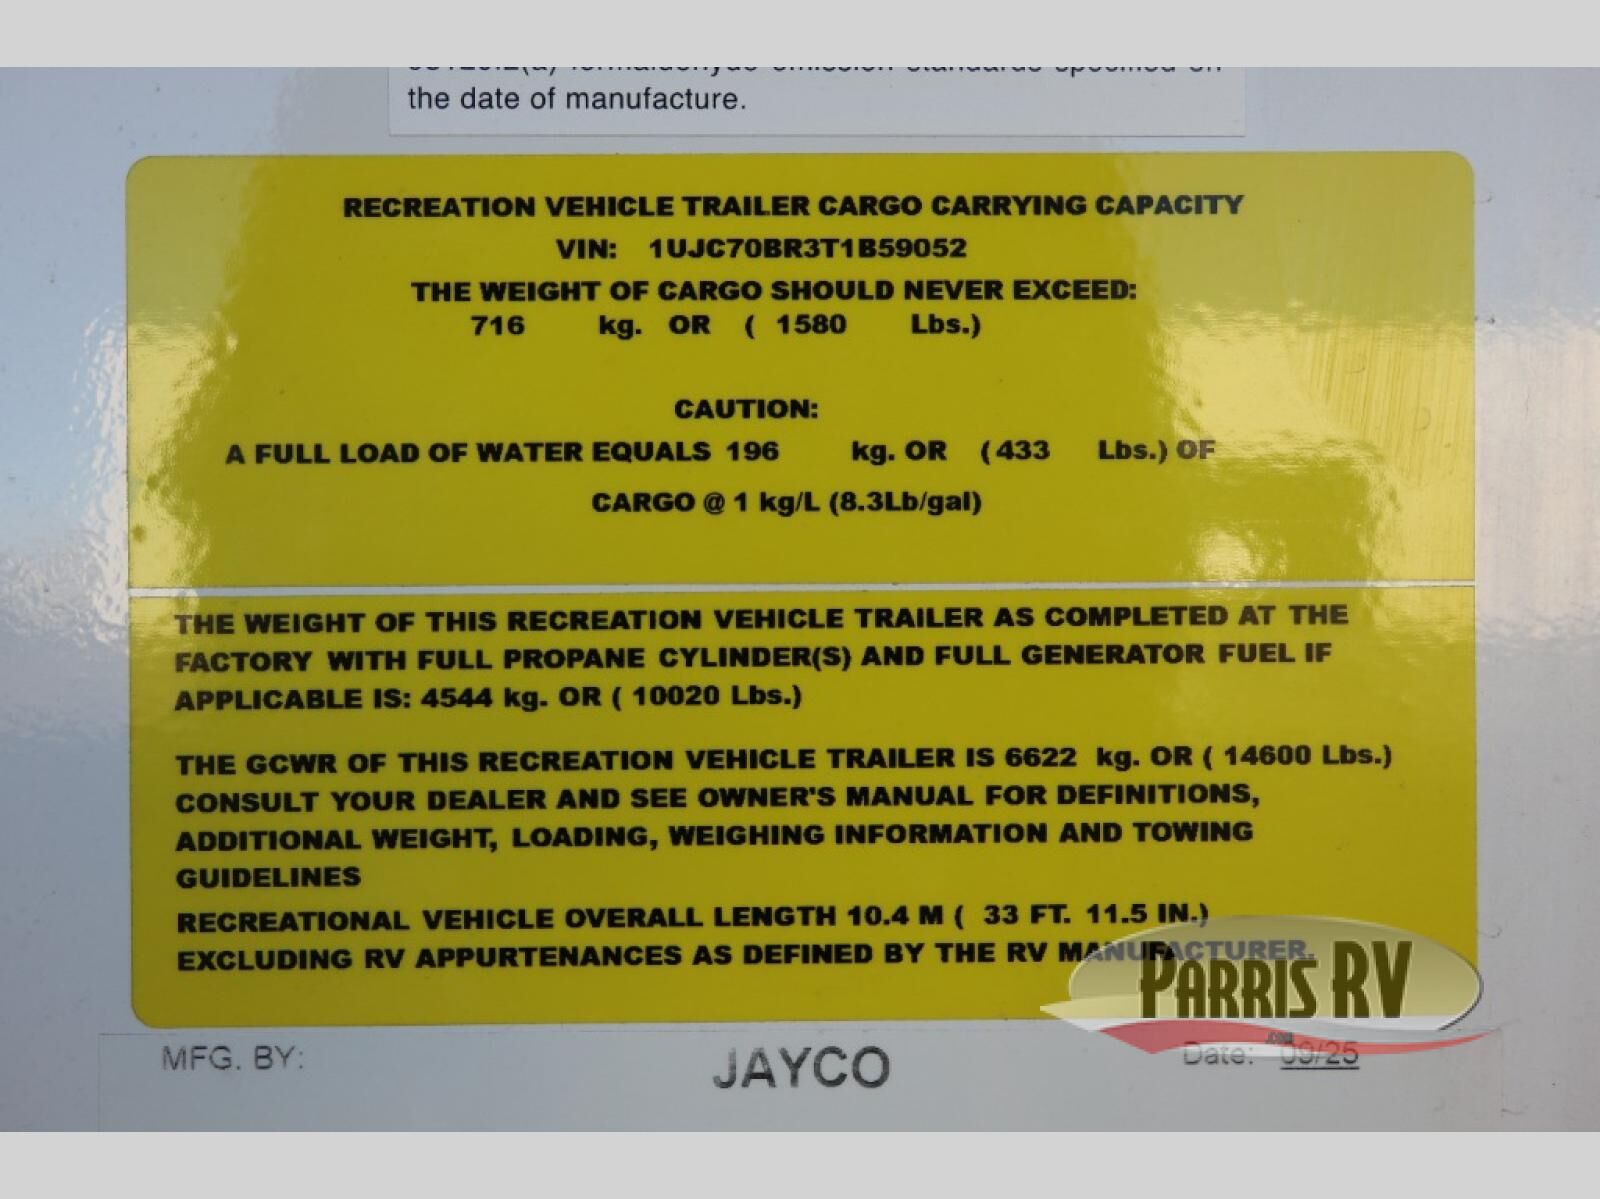 the date of manufacture.
RECREATION VEHICLE TRAILER CARGO CARRYING CAPACITY
VIN: 1UJC70BR3T1B59052
THE WEIGHT OF CARGO SHOULD NEVER EXCEED:
716 kg. OR ( 1580 Lbs.)
CAUTION:
A FULL LOAD OF WATER EQUALS 196 kg. OR (433 Lbs.) OF
CARGO @ 1 kg/L (8.3Lb/gal)
THE WEIGHT OF THIS RECREATION VEHICLE TRAILER AS COMPLETED AT THE
FACTORY WITH FULL PROPANE CYLINDER(S) AND FULL GENERATOR FUEL IF
APPLICABLE IS: 4544 kg. OR ( 10020 Lbs.)
THE GCWR OF THIS RECREATION VEHICLE TRAILER IS 6622 kg. OR ( 14600 Lbs.)
CONSULT YOUR DEALER AND SEE OWNER'S MANUAL FOR DEFINITIONS,
ADDITIONAL WEIGHT, LOADING, WEIGHING INFORMATION AND TOWING
GUIDELINES
RECREATIONAL VEHICLE OVERALL LENGTH 10.4 M ( 33 FT. 11.5 IN.)
EXCLUDING RV APPURTENANCES AS DEFINED BY THE RV MANUFACTURER.
PARRIS RV
.COM
MFG. BY: JAYCO Date: 09/25